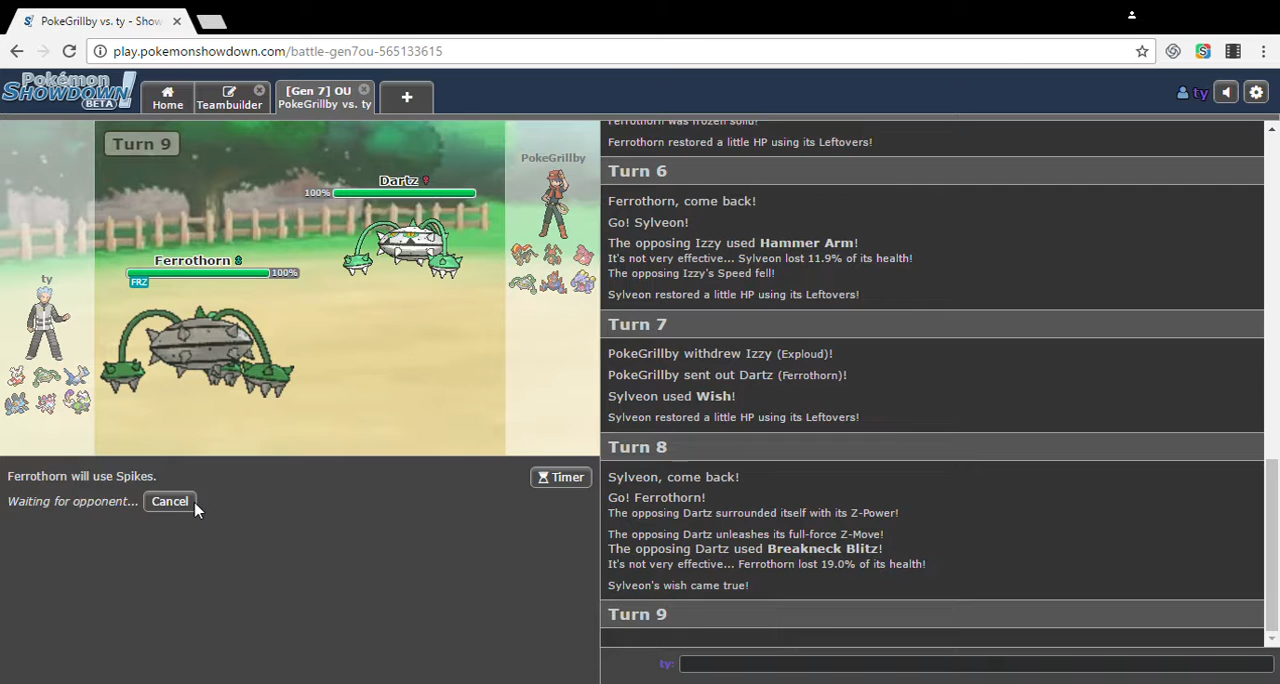 PokeGrillby vs. ty - Show
play.pokemonshowdown.com/battle-gen7ou-565133615
Pokémon
SHOWDOWN!
BETA
Home
Teambuilder
[Gen 7] OU
PokeGrillby vs. ty
+
ty
Turn 9
PokeGrillby
Dartz
100%
Ferrothorn
100%
FRZ
ty
Ferrothorn will use Spikes.
Timer
Waiting for opponent...
Cancel
Ferrothorn was frozen solid!
Ferrothorn restored a little HP using its Leftovers!
Turn 6
Ferrothorn, come back!
Go! Sylveon!
The opposing Izzy used Hammer Arm!
It's not very effective... Sylveon lost 11.9% of its health!
The opposing Izzy's Speed fell!
Sylveon restored a little HP using its Leftovers!
Turn 7
PokeGrillby withdrew Izzy (Exploud)!
PokeGrillby sent out Dartz (Ferrothorn)!
Sylveon used Wish!
Sylveon restored a little HP using its Leftovers!
Turn 8
Sylveon, come back!
Go! Ferrothorn!
The opposing Dartz surrounded itself with its Z-Power!
The opposing Dartz unleashes its full-force Z-Move!
The opposing Dartz used Breakneck Blitz!
It's not very effective... Ferrothorn lost 19.0% of its health!
Sylveon's wish came true!
Turn 9
ty: